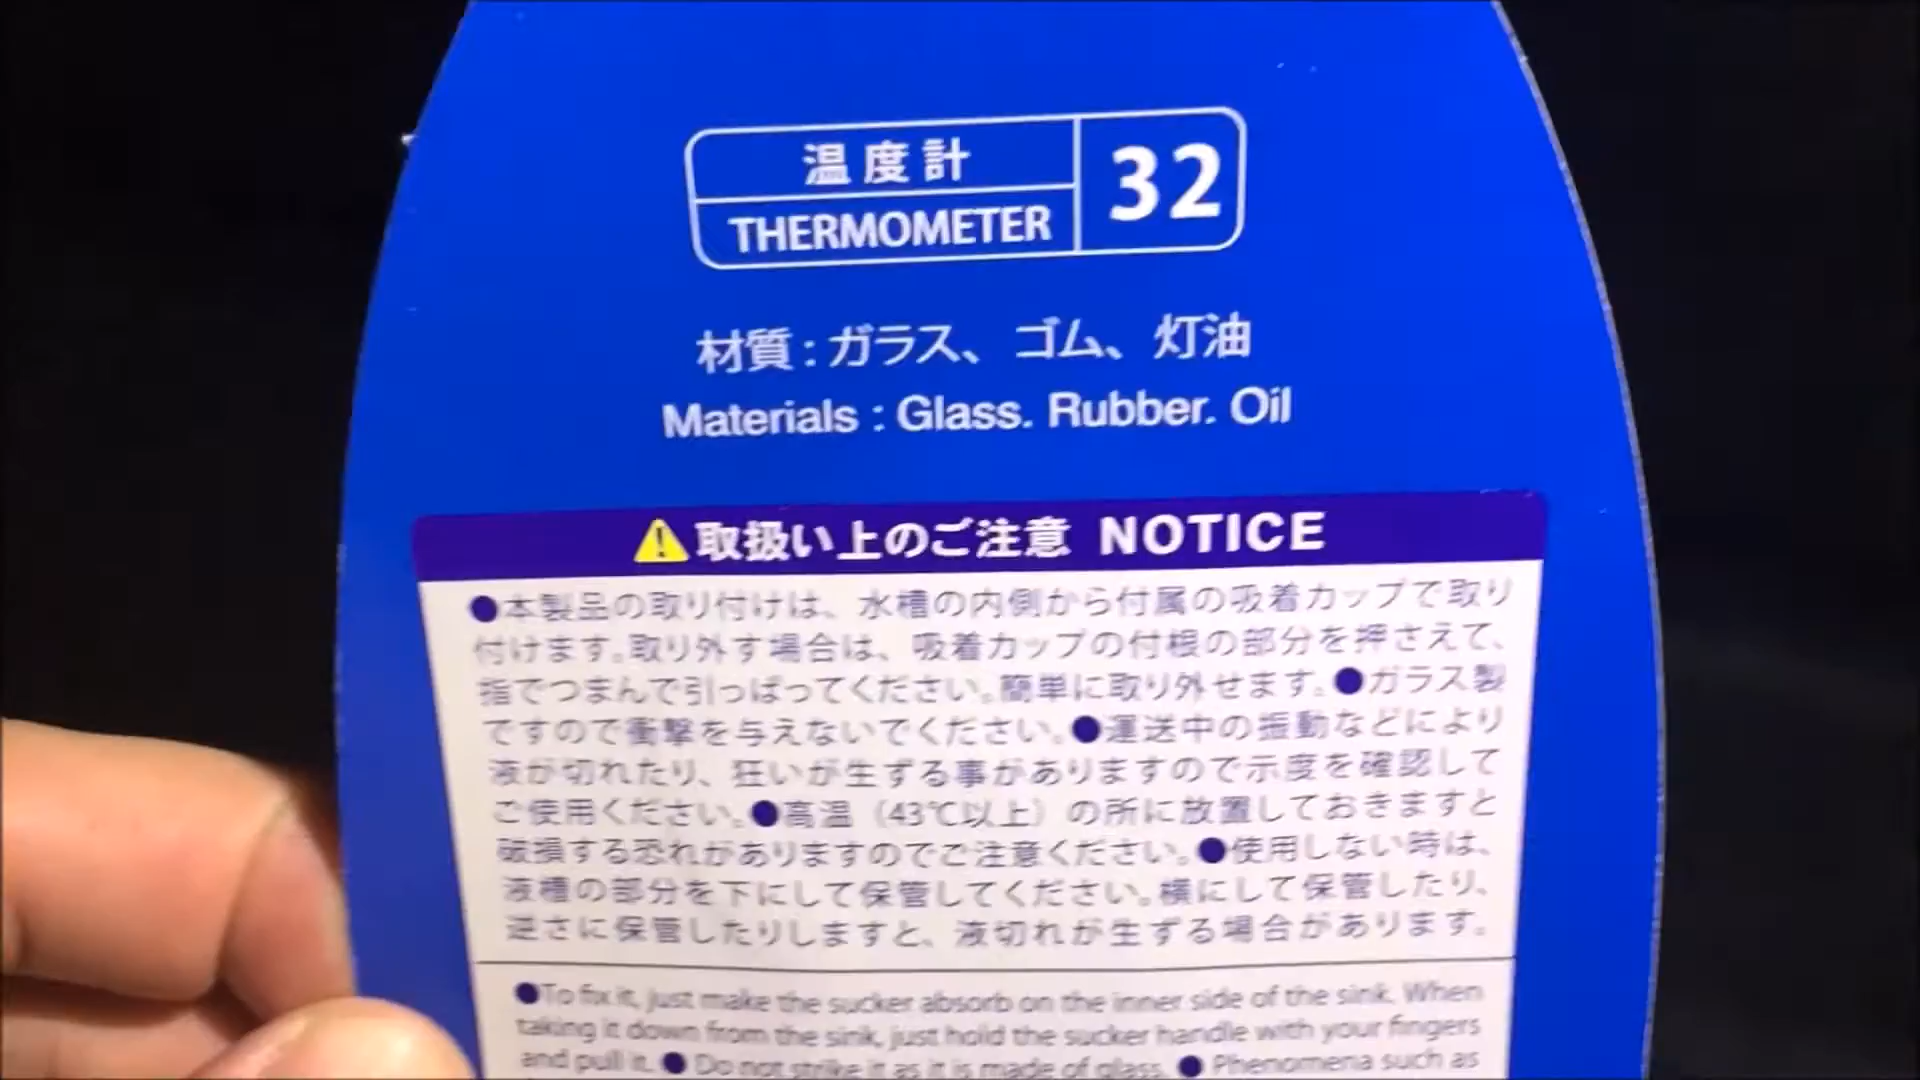 温度計
THERMOMETER
32
材質：ガラス、ゴム、灯油
Materials : Glass. Rubber. Oil
取扱い上のご注意 NOTICE
●本製品の取り付けは、水槽の内側から付属の吸着カップで取り
付けます。取り外す場合は、吸着カップの付根の部分を押さえて、
指でつまんで引っぱってください。簡単に取り外せます。●ガラス製
ですので衝撃を与えないでください。●運送中の振動などにより
液が切れたり、狂いが生ずる事がありますので示度を確認して
ご使用ください。●高温（43℃以上）の所に放置しておきますと
破損する恐れがありますのでご注意ください。●使用しない時は、
液槽の部分を下にして保管してください。横にして保管したり、
逆さに保管したりしますと、液切れが生ずる場合があります。
●To fix it, just make the sucker absorb on the inner side of the sink. When
taking it down from the sink, just hold the sucker handle with your fingers
and pull it. ● Do not strike it as it is made of glass. ● Phenomena such as